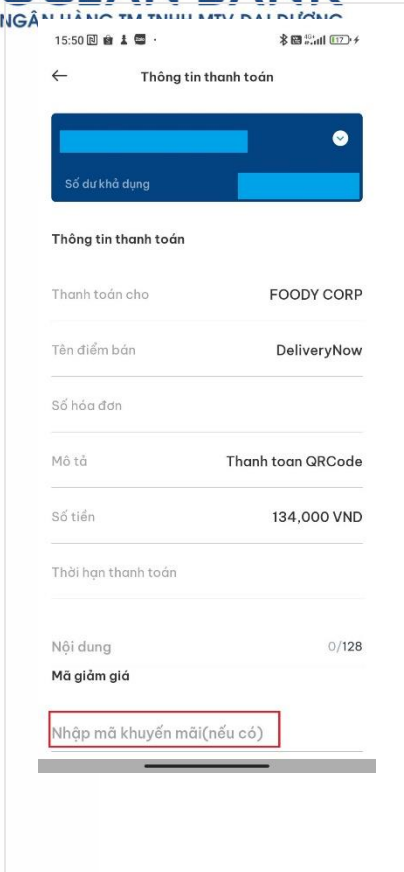 OCEAN BANK
NGÂN HÀNG TM TNHH MTV ĐẠI DƯƠNG
15:50
Thông tin thanh toán
Số dư khả dụng
Thông tin thanh toán
Thanh toán cho FOODY CORP
Tên điểm bán DeliveryNow
Số hóa đơn
Mô tả Thanh toan QRCode
Số tiền 134,000 VND
Thời hạn thanh toán
Nội dung 0/128
Mã giảm giá
Nhập mã khuyến mãi(nếu có)